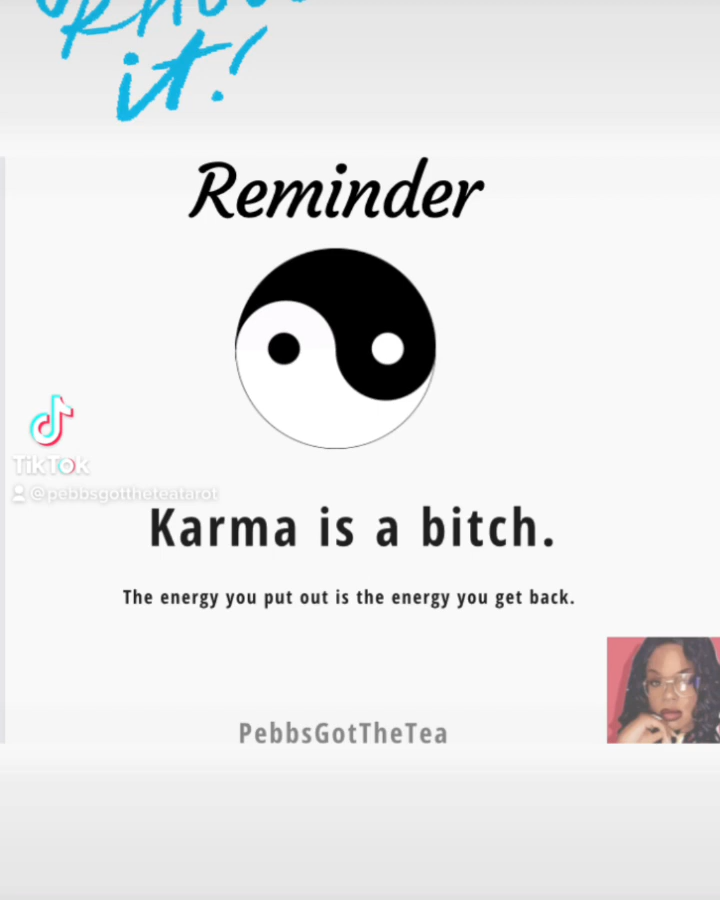 it!
Reminder
TikTok
@pebbsgottheteatarot
Karma is a bitch.
The energy you put out is the energy you get back.
PebbsGotTheTea